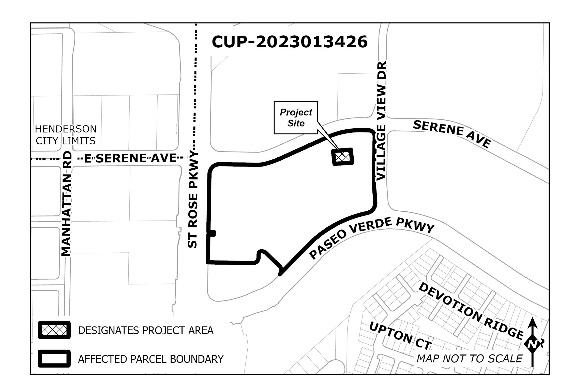 CUP-2023013426
Project
Site
VILLAGE VIEW DR
SERENE AVE
HENDERSON
CITY LIMITS
E SERENE AVE
MANHATTAN RD
ST ROSE PKWY
PASEO VERDE PKWY
DEVOTION RIDGE
UPTON CT
N
DESIGNATES PROJECT AREA
AFFECTED PARCEL BOUNDARY
MAP NOT TO SCALE